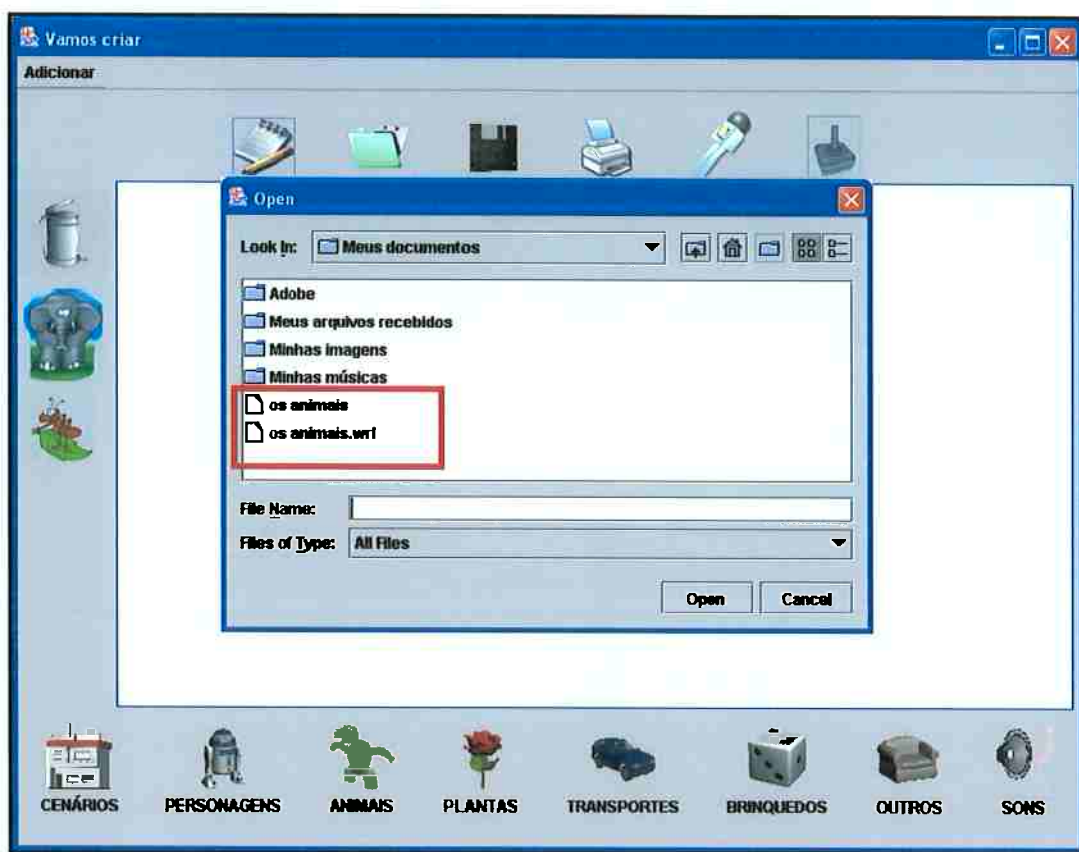 Vamos criar
Adicionar
Open
Look In: Meus documentos
Adobe
Meus arquivos recebidos
Minhas imagens
Minhas músicas
os animais
os animais.wrl
File Name:
Files of Type: All Files
Open Cancel
CENÁRIOS PERSONAGENS ANIMAIS PLANTAS TRANSPORTES BRINQUEDOS OUTROS SONS